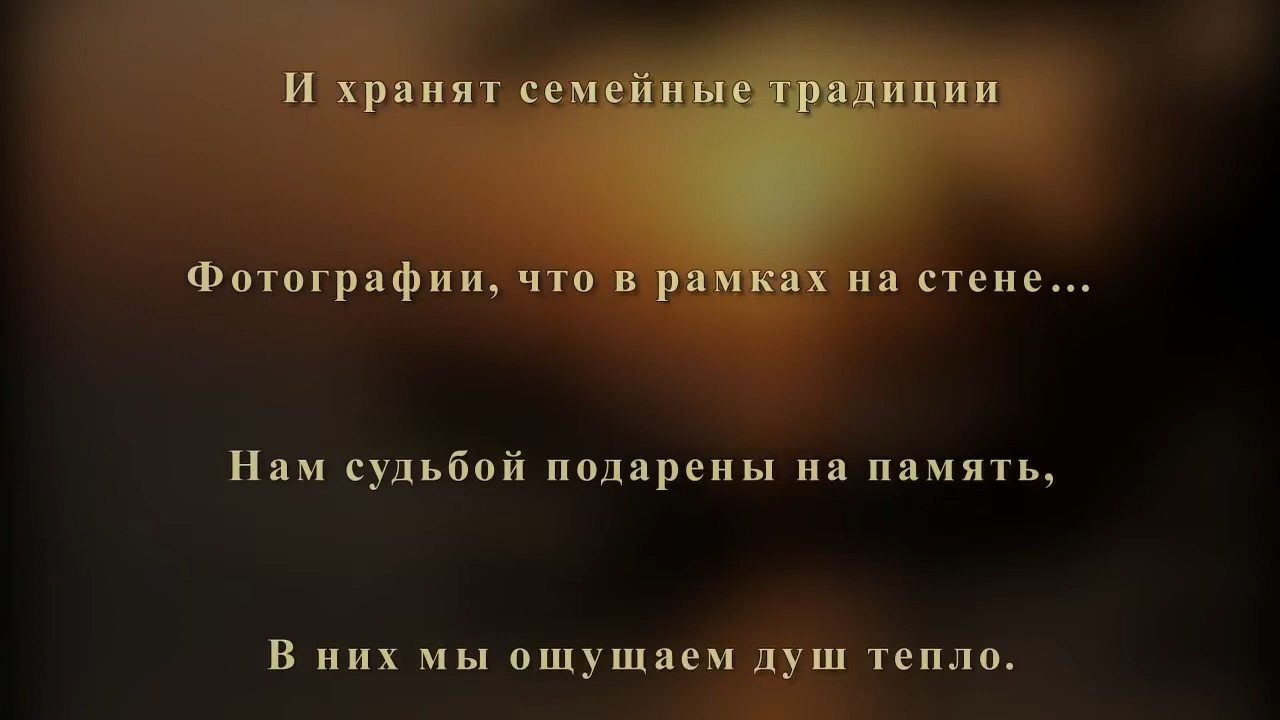 И хранят семейные традиции
Фотографии, что в рамках на стене...
Нам судьбой подарены на память,
В них мы ощущаем душ тепло.